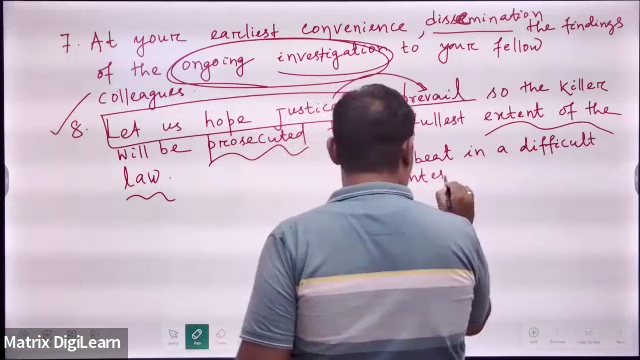 7. At your earliest convenience, dissemination the findings
of the ongoing investigation to your fellow
colleagues
8. Let us hope justice prevail so the killer
will be prosecuted fullest extent of the
law.
beat in a difficult
Matrix DigiLearn